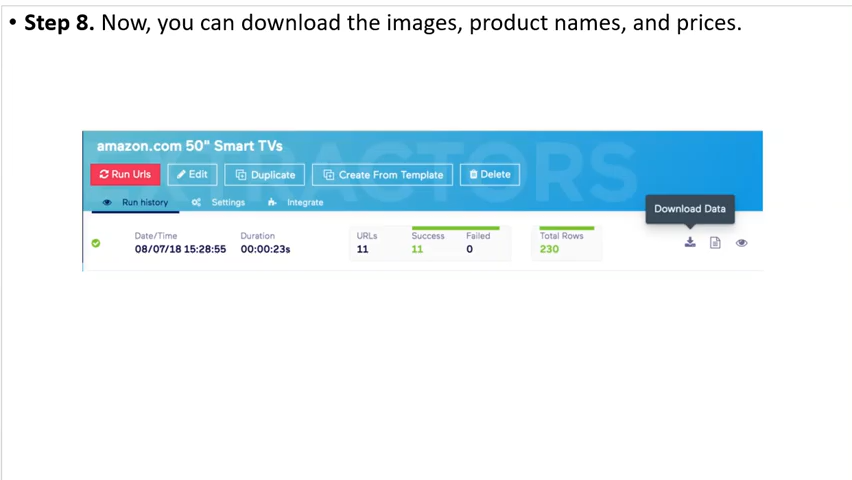 • Step 8. Now, you can download the images, product names, and prices.
EXTRACTORS
amazon.com 50" Smart TVs
Run Urls Edit Duplicate Create From Template Delete
Run history Settings Integrate
Download Data
Date/Time Duration URLs Success Failed Total Rows
08/07/18 15:28:55 00:00:23s 11 11 0 230